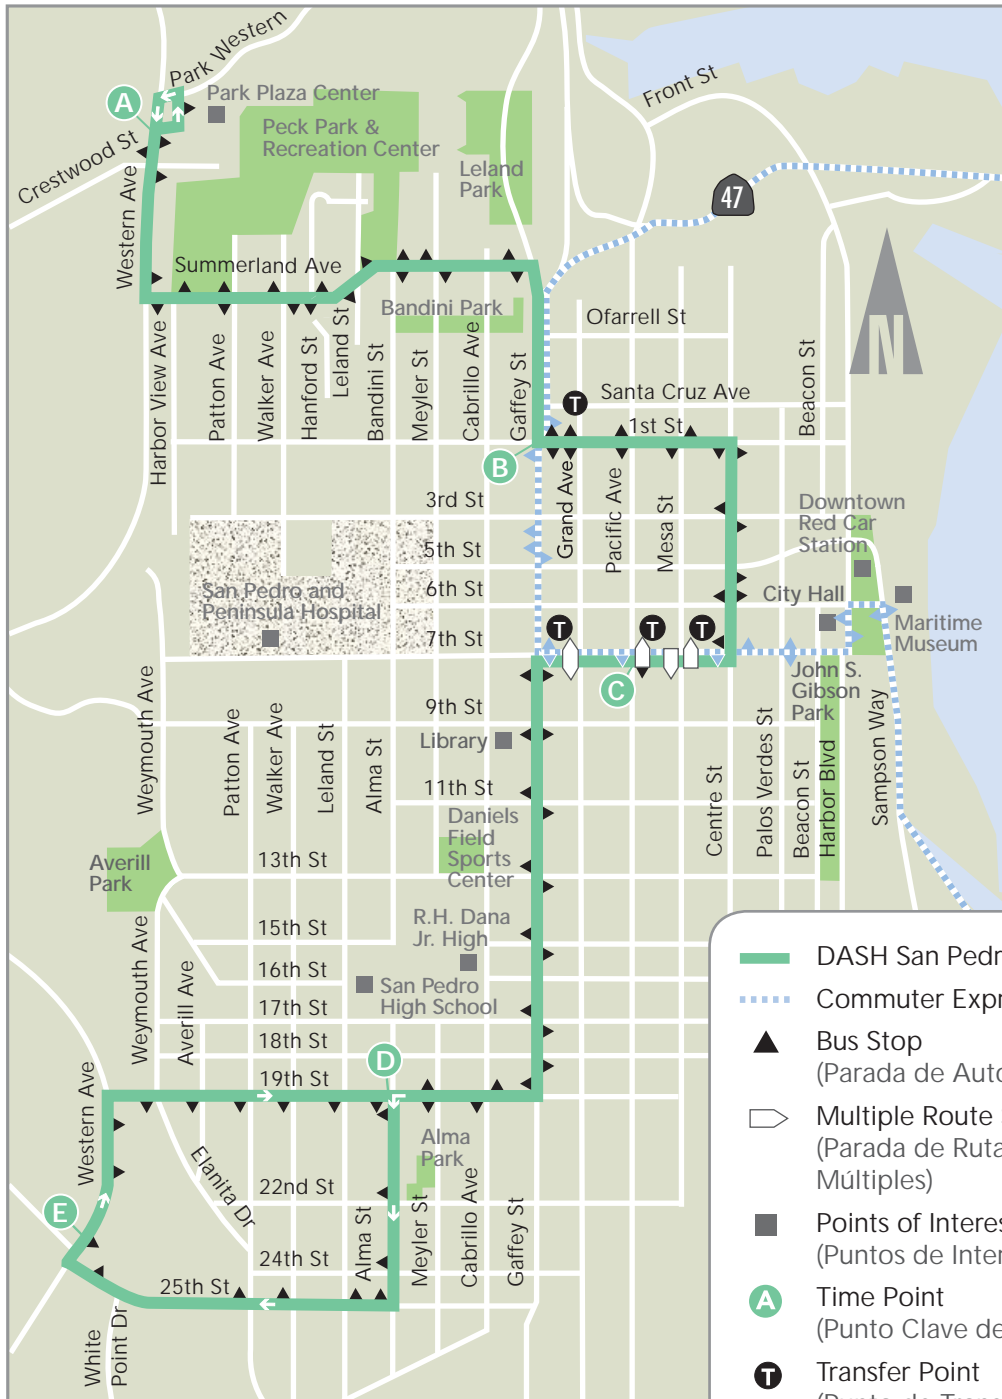 Park Western
A
Park Plaza Center
Peck Park &
Recreation Center
Leland
Park
Front St
47
Crestwood St
Western Ave
Summerland Ave
Bandini Park
Ofarrell St
N
Harbor View Ave
Patton Ave
Walker Ave
Hanford St
Leland St
Bandini St
Meyler St
Cabrillo Ave
Gaffey St
Santa Cruz Ave
T
1st St
Beacon St
B
3rd St
5th St
6th St
7th St
Grand Ave
Pacific Ave
Mesa St
Downtown
Red Car
Station
City Hall
Maritime
Museum
San Pedro and
Peninsula Hospital
T
T
T
C
John S.
Gibson
Park
Weymouth Ave
Patton Ave
Walker Ave
Leland St
Alma St
9th St
Library
11th St
Centre St
Palos Verdes St
Beacon St
Harbor Blvd
Sampson Way
Daniels
Field
Sports
Center
Averill
Park
13th St
R.H. Dana
Jr. High
15th St
16th St
San Pedro
High School
17th St
18th St
19th St
Weymouth Ave
Averill Ave
D
Western Ave
Elanita Dr
Alma
Park
22nd St
24th St
25th St
Alma St
Meyler St
Cabrillo Ave
Gaffey St
E
White
Point Dr
DASH San Pedr
Commuter Expr
Bus Stop
(Parada de Auto
Multiple Route
(Parada de Ruta
Múltiples)
Points of Interes
(Puntos de Inter
A
Time Point
(Punto Clave de
T
Transfer Point
(Punto de Trans